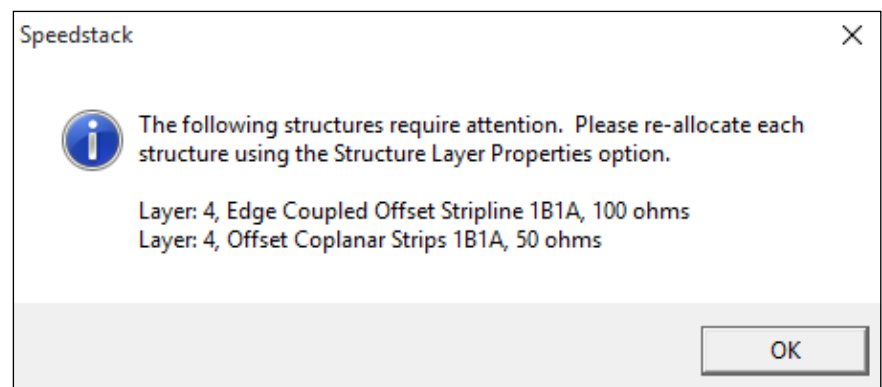 Speedstack
The following structures require attention.  Please re-allocate each
structure using the Structure Layer Properties option.
Layer: 4, Edge Coupled Offset Stripline 1B1A, 100 ohms
Layer: 4, Offset Coplanar Strips 1B1A, 50 ohms
OK